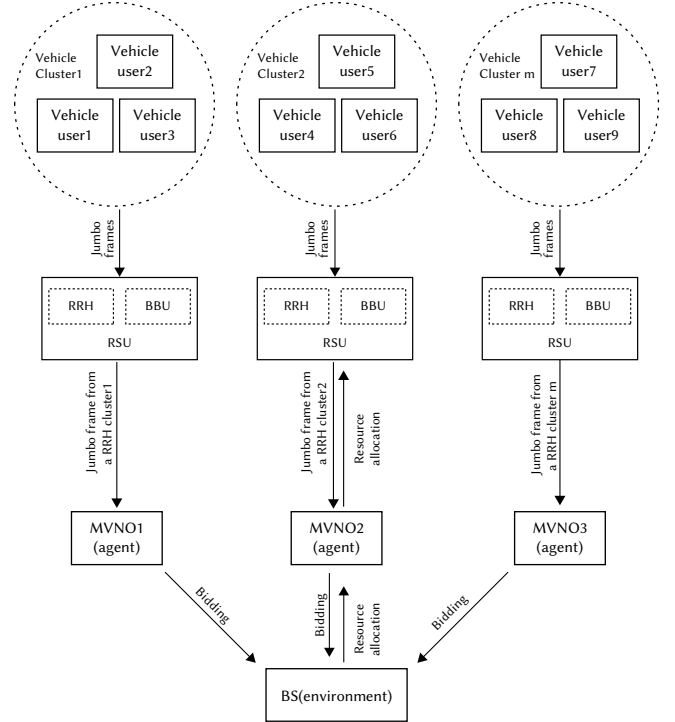 Vehicle
Cluster1
Vehicle
user2
Vehicle
user1
Vehicle
user3
Vehicle
Cluster2
Vehicle
user5
Vehicle
user4
Vehicle
user6
Vehicle
Cluster m
Vehicle
user7
Vehicle
user8
Vehicle
user9
Jumbo
frames
Jumbo
frames
Jumbo
frames
RRH
BBU
RSU
RRH
BBU
RSU
RRH
BBU
RSU
Jumbo frame from
a RRH cluster1
Jumbo frame from
a RRH cluster2
Resource
allocation
Jumbo frame from
a RRH cluster m
MVNO1
(agent)
MVNO2
(agent)
MVNO3
(agent)
Bidding
Bidding
Resource
allocation
Bidding
BS(environment)